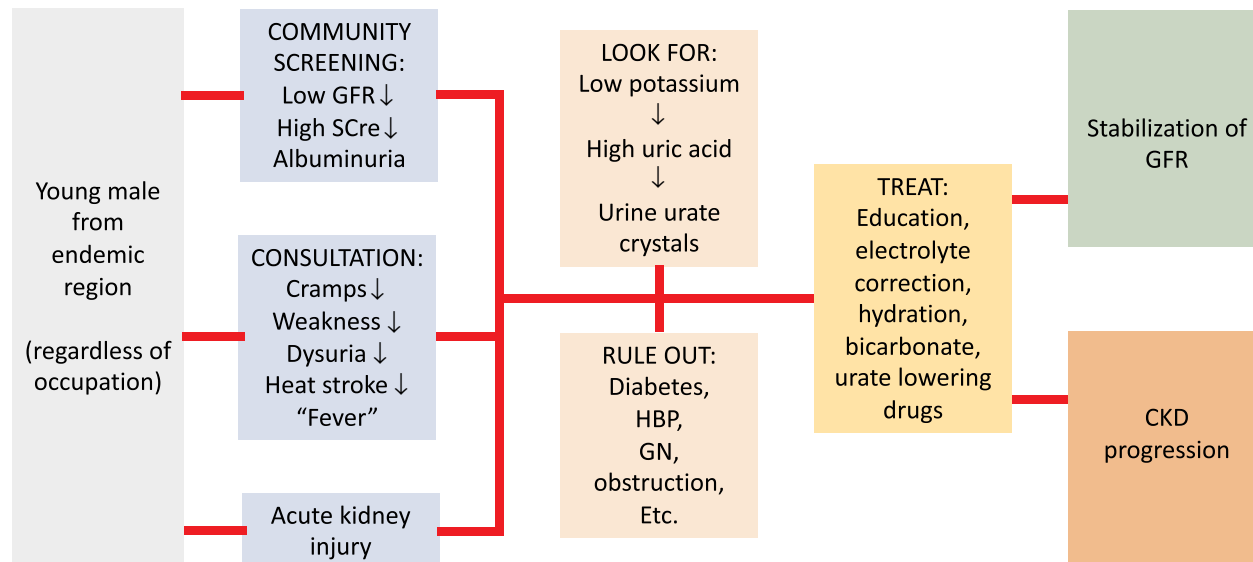 Young male
from
endemic
region
(regardless of
occupation)
COMMUNITY
SCREENING:
Low GFR ↓
High SCre ↓
Albuminuria
CONSULTATION:
Cramps ↓
Weakness ↓
Dysuria ↓
Heat stroke ↓
“Fever”
Acute kidney
injury
LOOK FOR:
Low potassium
↓
High uric acid
↓
Urine urate
crystals
RULE OUT:
Diabetes,
HBP,
GN,
obstruction,
Etc.
TREAT:
Education,
electrolyte
correction,
hydration,
bicarbonate,
urate lowering
drugs
Stabilization of
GFR
CKD
progression